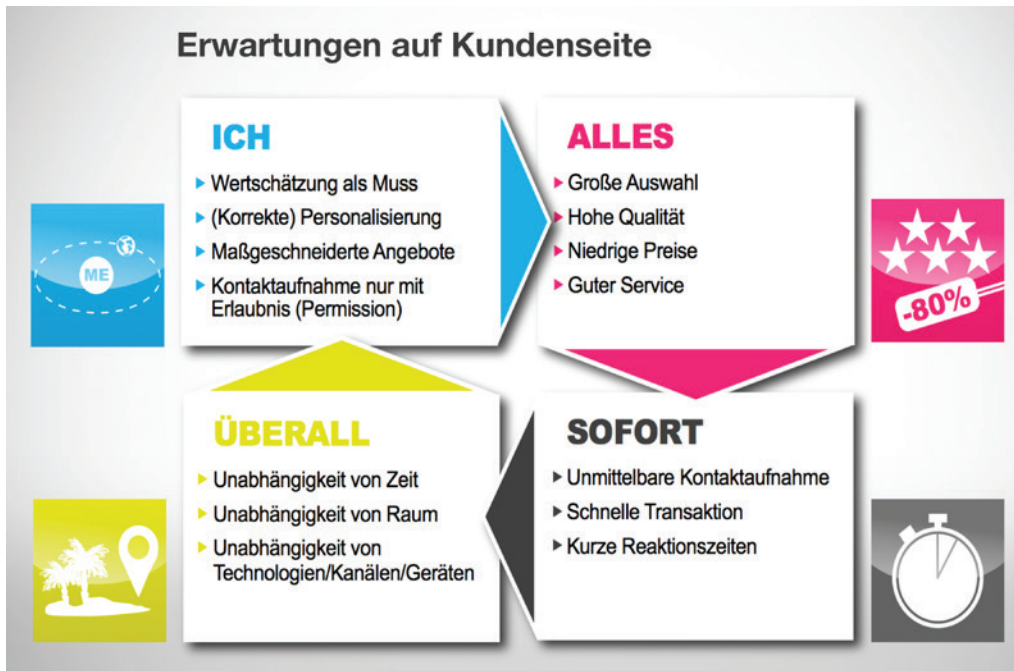 Erwartungen auf Kundenseite
ICH
Wertschätzung als Muss
(Korrekte) Personalisierung
Maßgeschneiderte Angebote
Kontaktaufnahme nur mit
Erlaubnis (Permission)
ME
ALLES
Große Auswahl
Hohe Qualität
Niedrige Preise
Guter Service
-80%
ÜBERALL
Unabhängigkeit von Zeit
Unabhängigkeit von Raum
Unabhängigkeit von
Technologien/Kanälen/Geräten
SOFORT
Unmittelbare Kontaktaufnahme
Schnelle Transaktion
Kurze Reaktionszeiten